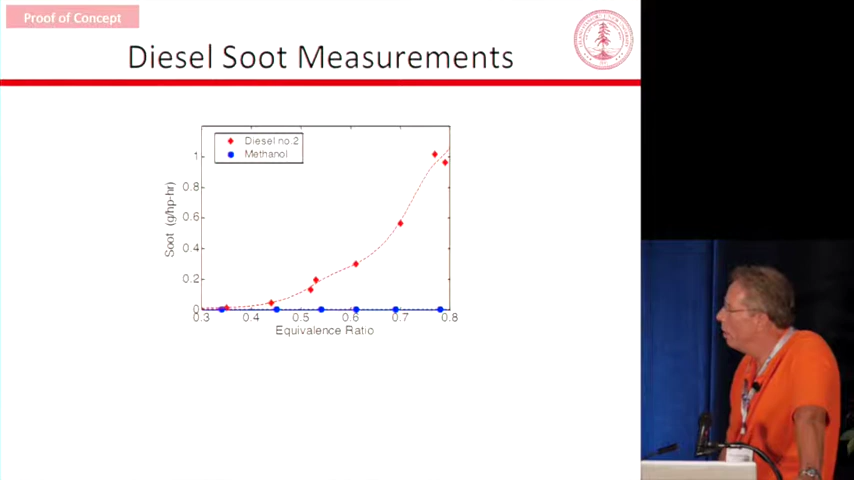 Proof of Concept
Diesel Soot Measurements
Diesel no.2
Methanol
Soot (g/hp-hr)
1
0.8
0.6
0.4
0.2
0
0.3 0.4 0.5 0.6 0.7 0.8
Equivalence Ratio